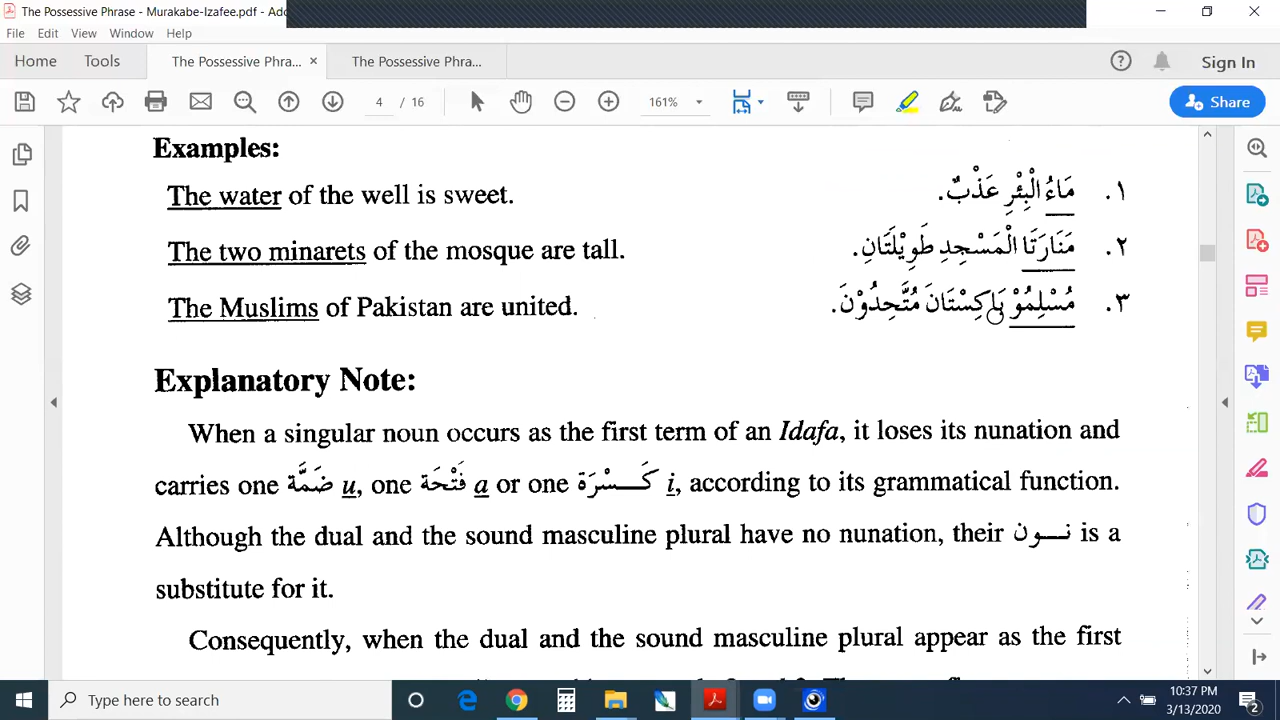 The Possessive Phrase - Murakabe-Izafee.pdf - Ado
File Edit View Window Help
Home Tools The Possessive Phra... × The Possessive Phra... Sign In
4 / 16 161% Share
Examples:
The water of the well is sweet. ١. مَاءُ الْبِئْرِ عَذْبٌ.
The two minarets of the mosque are tall. ٢. مَنَارَتَا الْمَسْجِدِ طَوِيْلَتَانِ.
The Muslims of Pakistan are united. ٣. مُسْلِمُوْ بَاكِسْتَانَ مُتَّحِدُوْنَ.
Explanatory Note:
When a singular noun occurs as the first term of an Idafa, it loses its nunation and
carries one ضَمَّة u, one فَتْحَة a or one كَسْرَة i, according to its grammatical function.
Although the dual and the sound masculine plural have no nunation, their نـون is a
substitute for it.
Consequently, when the dual and the sound masculine plural appear as the first
Type here to search
10:37 PM
3/13/2020
2